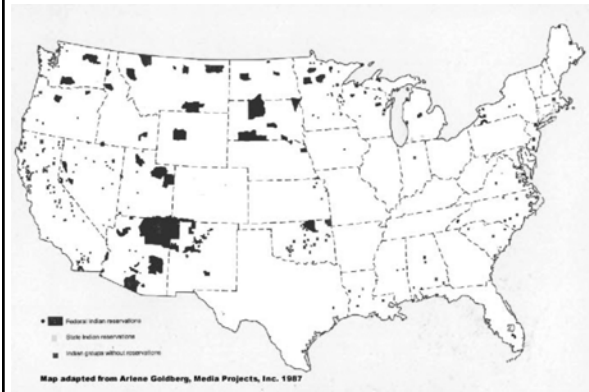 Federal Indian reservations
State Indian reservations
Indian groups without reservations
Map adapted from Arlene Goldberg, Media Projects, Inc. 1987